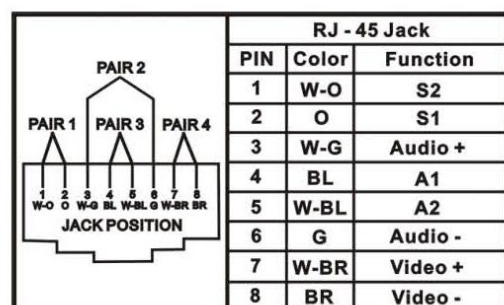 PAIR 2
PAIR 1 PAIR 3 PAIR 4
1 2 3 4 5 6 7 8
W-O O W-G BL W-BL G W-BR BR
JACK POSITION
RJ - 45 Jack
PIN Color Function
1 W-O S2
2 O S1
3 W-G Audio +
4 BL A1
5 W-BL A2
6 G Audio -
7 W-BR Video +
8 BR Video -